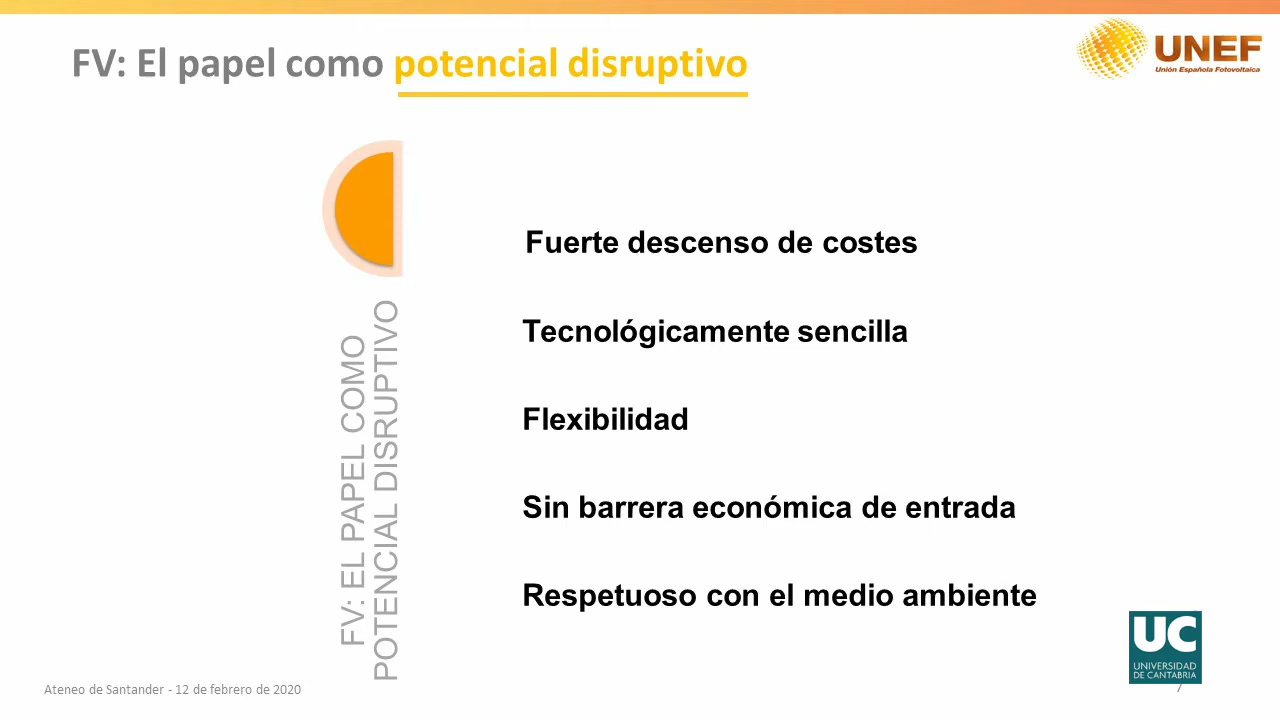 FV: El papel como potencial disruptivo
UNEF
Unión Española Fotovoltaica
Fuerte descenso de costes
Tecnológicamente sencilla
Flexibilidad
Sin barrera económica de entrada
Respetuoso con el medio ambiente
FV: EL PAPEL COMO
POTENCIAL DISRUPTIVO
UC
UNIVERSIDAD
DE CANTABRIA
Ateneo de Santander - 12 de febrero de 2020
7